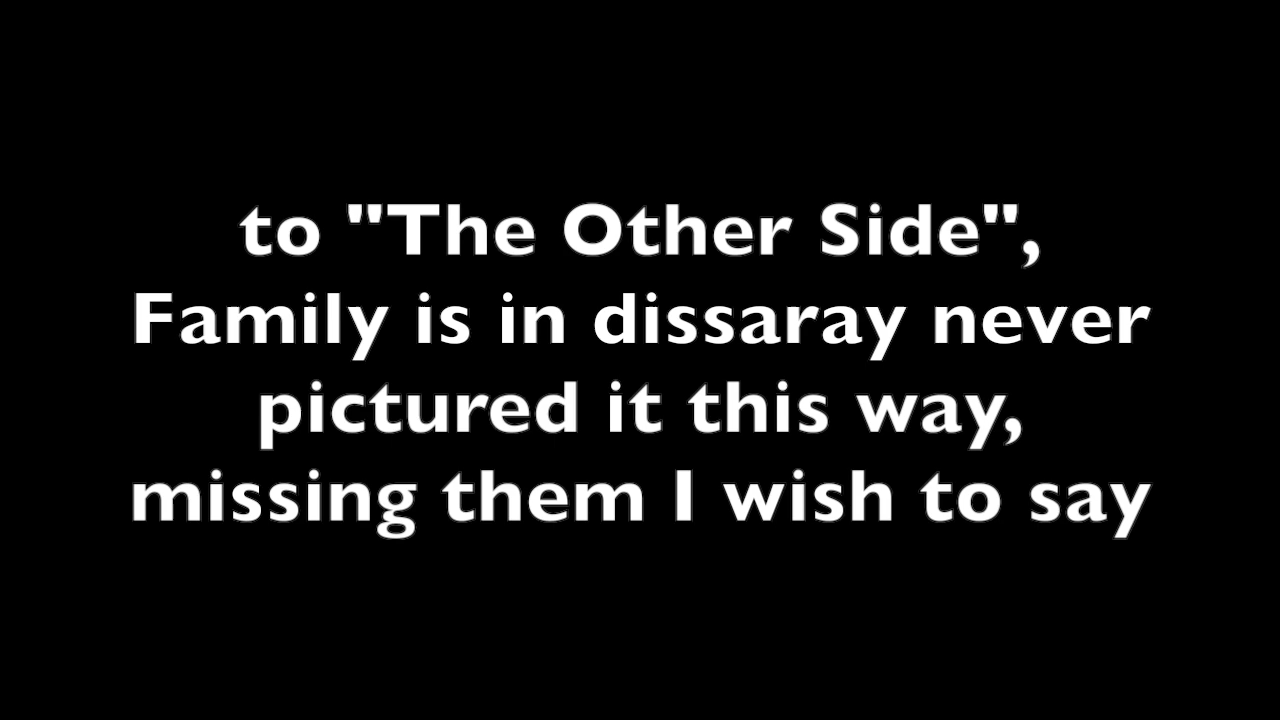 to "The Other Side",
Family is in dissaray never
pictured it this way,
missing them I wish to say